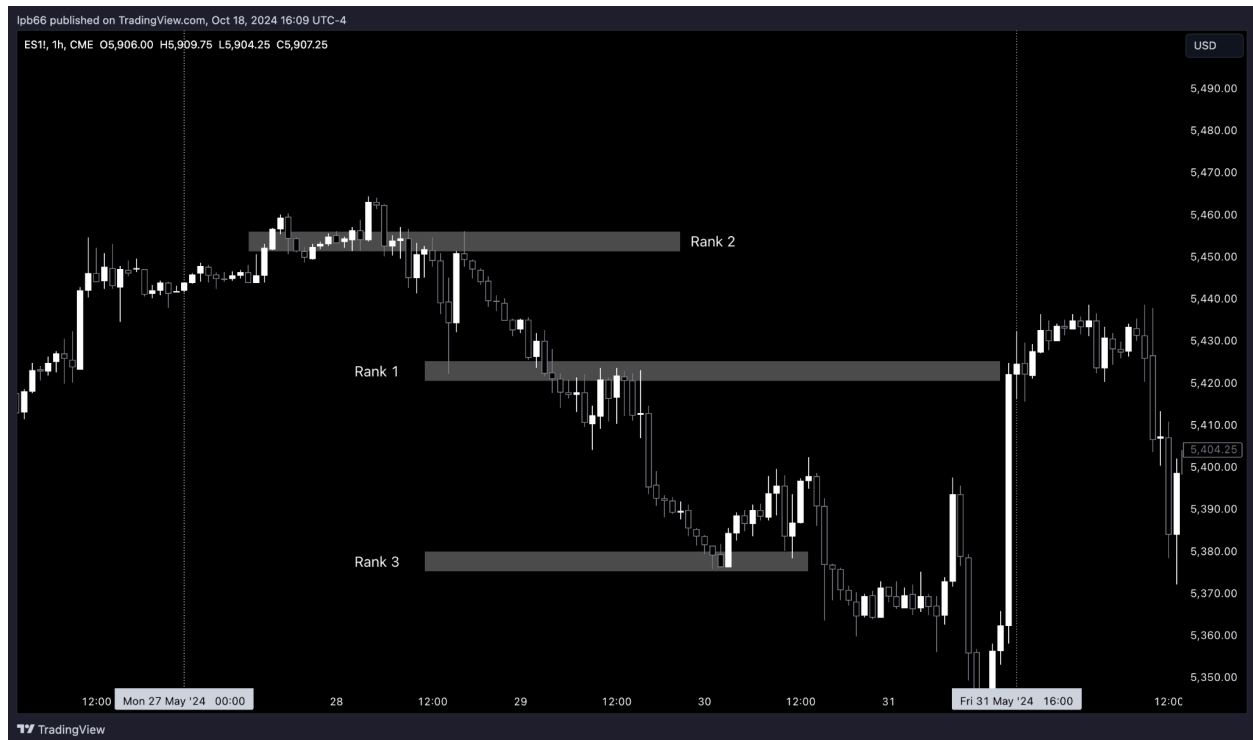 lpb66 published on TradingView.com, Oct 18, 2024 16:09 UTC-4
ES1!, 1h, CME O5,906.00 H5,909.75 L5,904.25 C5,907.25
USD
5,490.00
5,480.00
5,470.00
5,460.00
Rank 2
5,450.00
5,440.00
5,430.00
Rank 1
5,420.00
5,410.00
5,404.25
5,400.00
5,390.00
5,380.00
Rank 3
5,370.00
5,360.00
5,350.00
12:00 Mon 27 May '24 00:00 28 12:00 29 12:00 30 12:00 31 Fri 31 May '24 16:00 12:00
TradingView